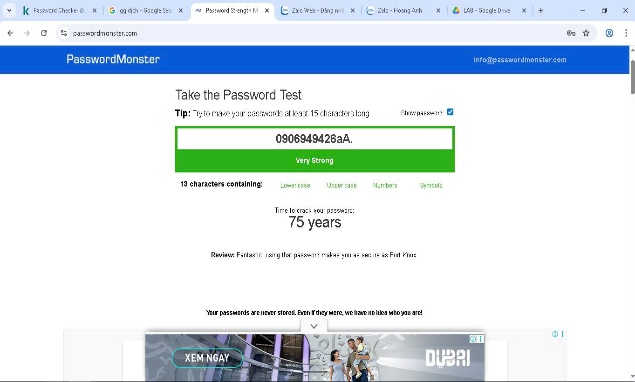 Password Checker &
gg dịch - Google Sea
Password Strength M
Zalo Web - Đăng nhậ
Zalo - Hoang Anh
LAB - Google Drive
passwordmonster.com
PasswordMonster
info@passwordmonster.com
Take the Password Test
Tip: Try to make your passwords at least 15 characters long
Show password:
0906949426aA.
Very Strong
13 characters containing:
Lower case
Upper case
Numbers
Symbols
Time to crack your password:
75 years
Review: Fantastic, using that password makes you as secure as Fort Knox.
Your passwords are never stored. Even if they were, we have no idea who you are!
XEM NGAY
DUBAI